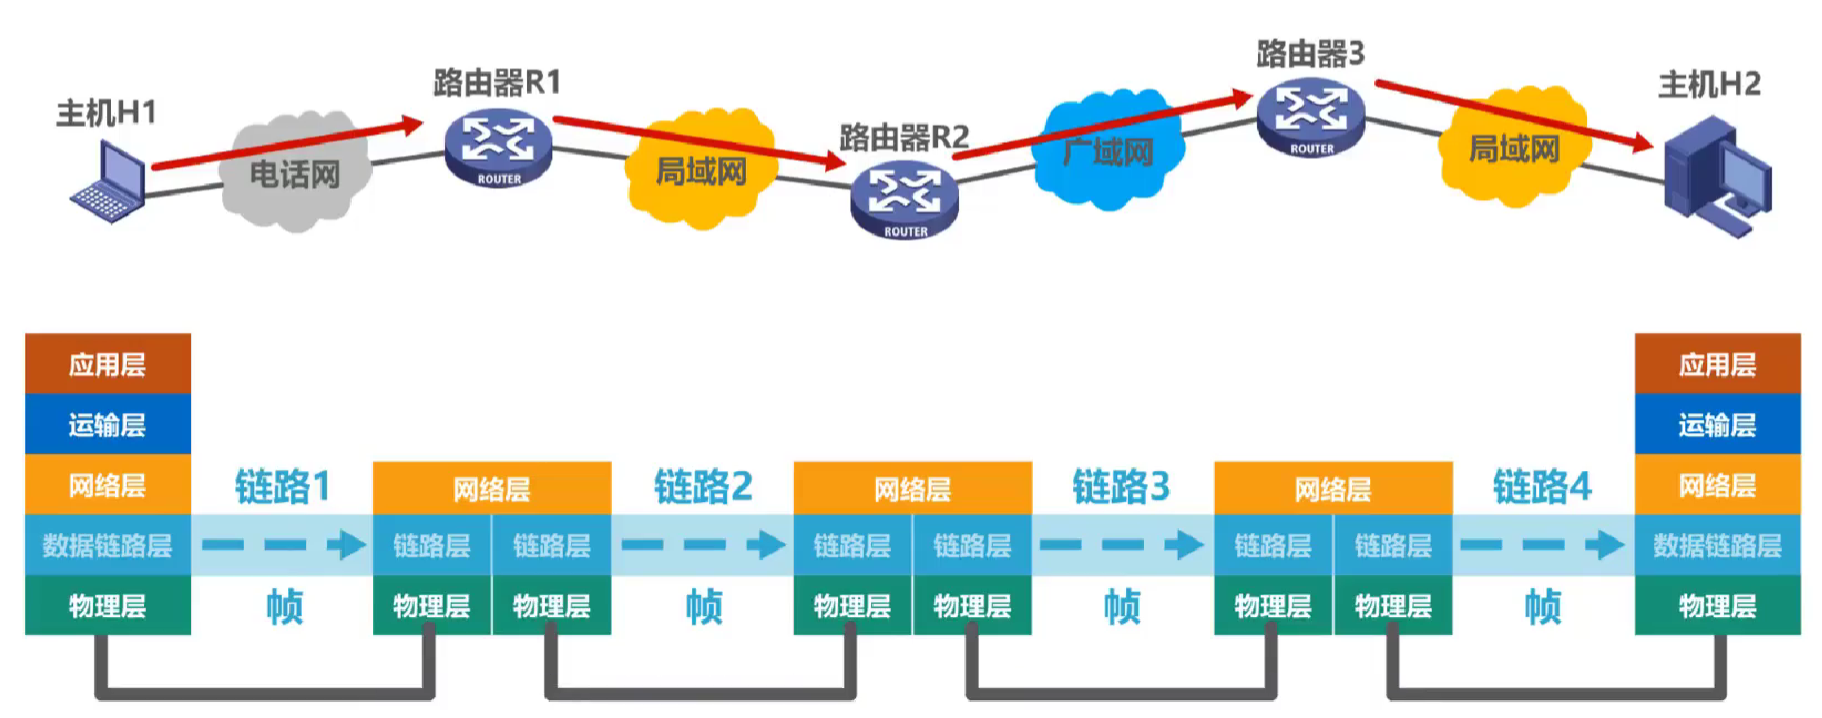 主机H1
电话网
路由器R1
ROUTER
局域网
路由器R2
ROUTER
广域网
路由器3
ROUTER
局域网
主机H2
应用层
运输层
网络层
数据链路层
物理层
链路1
帧
网络层
链路层 链路层
物理层 物理层
链路2
帧
网络层
链路层 链路层
物理层 物理层
链路3
帧
网络层
链路层 链路层
物理层 物理层
链路4
帧
应用层
运输层
网络层
数据链路层
物理层